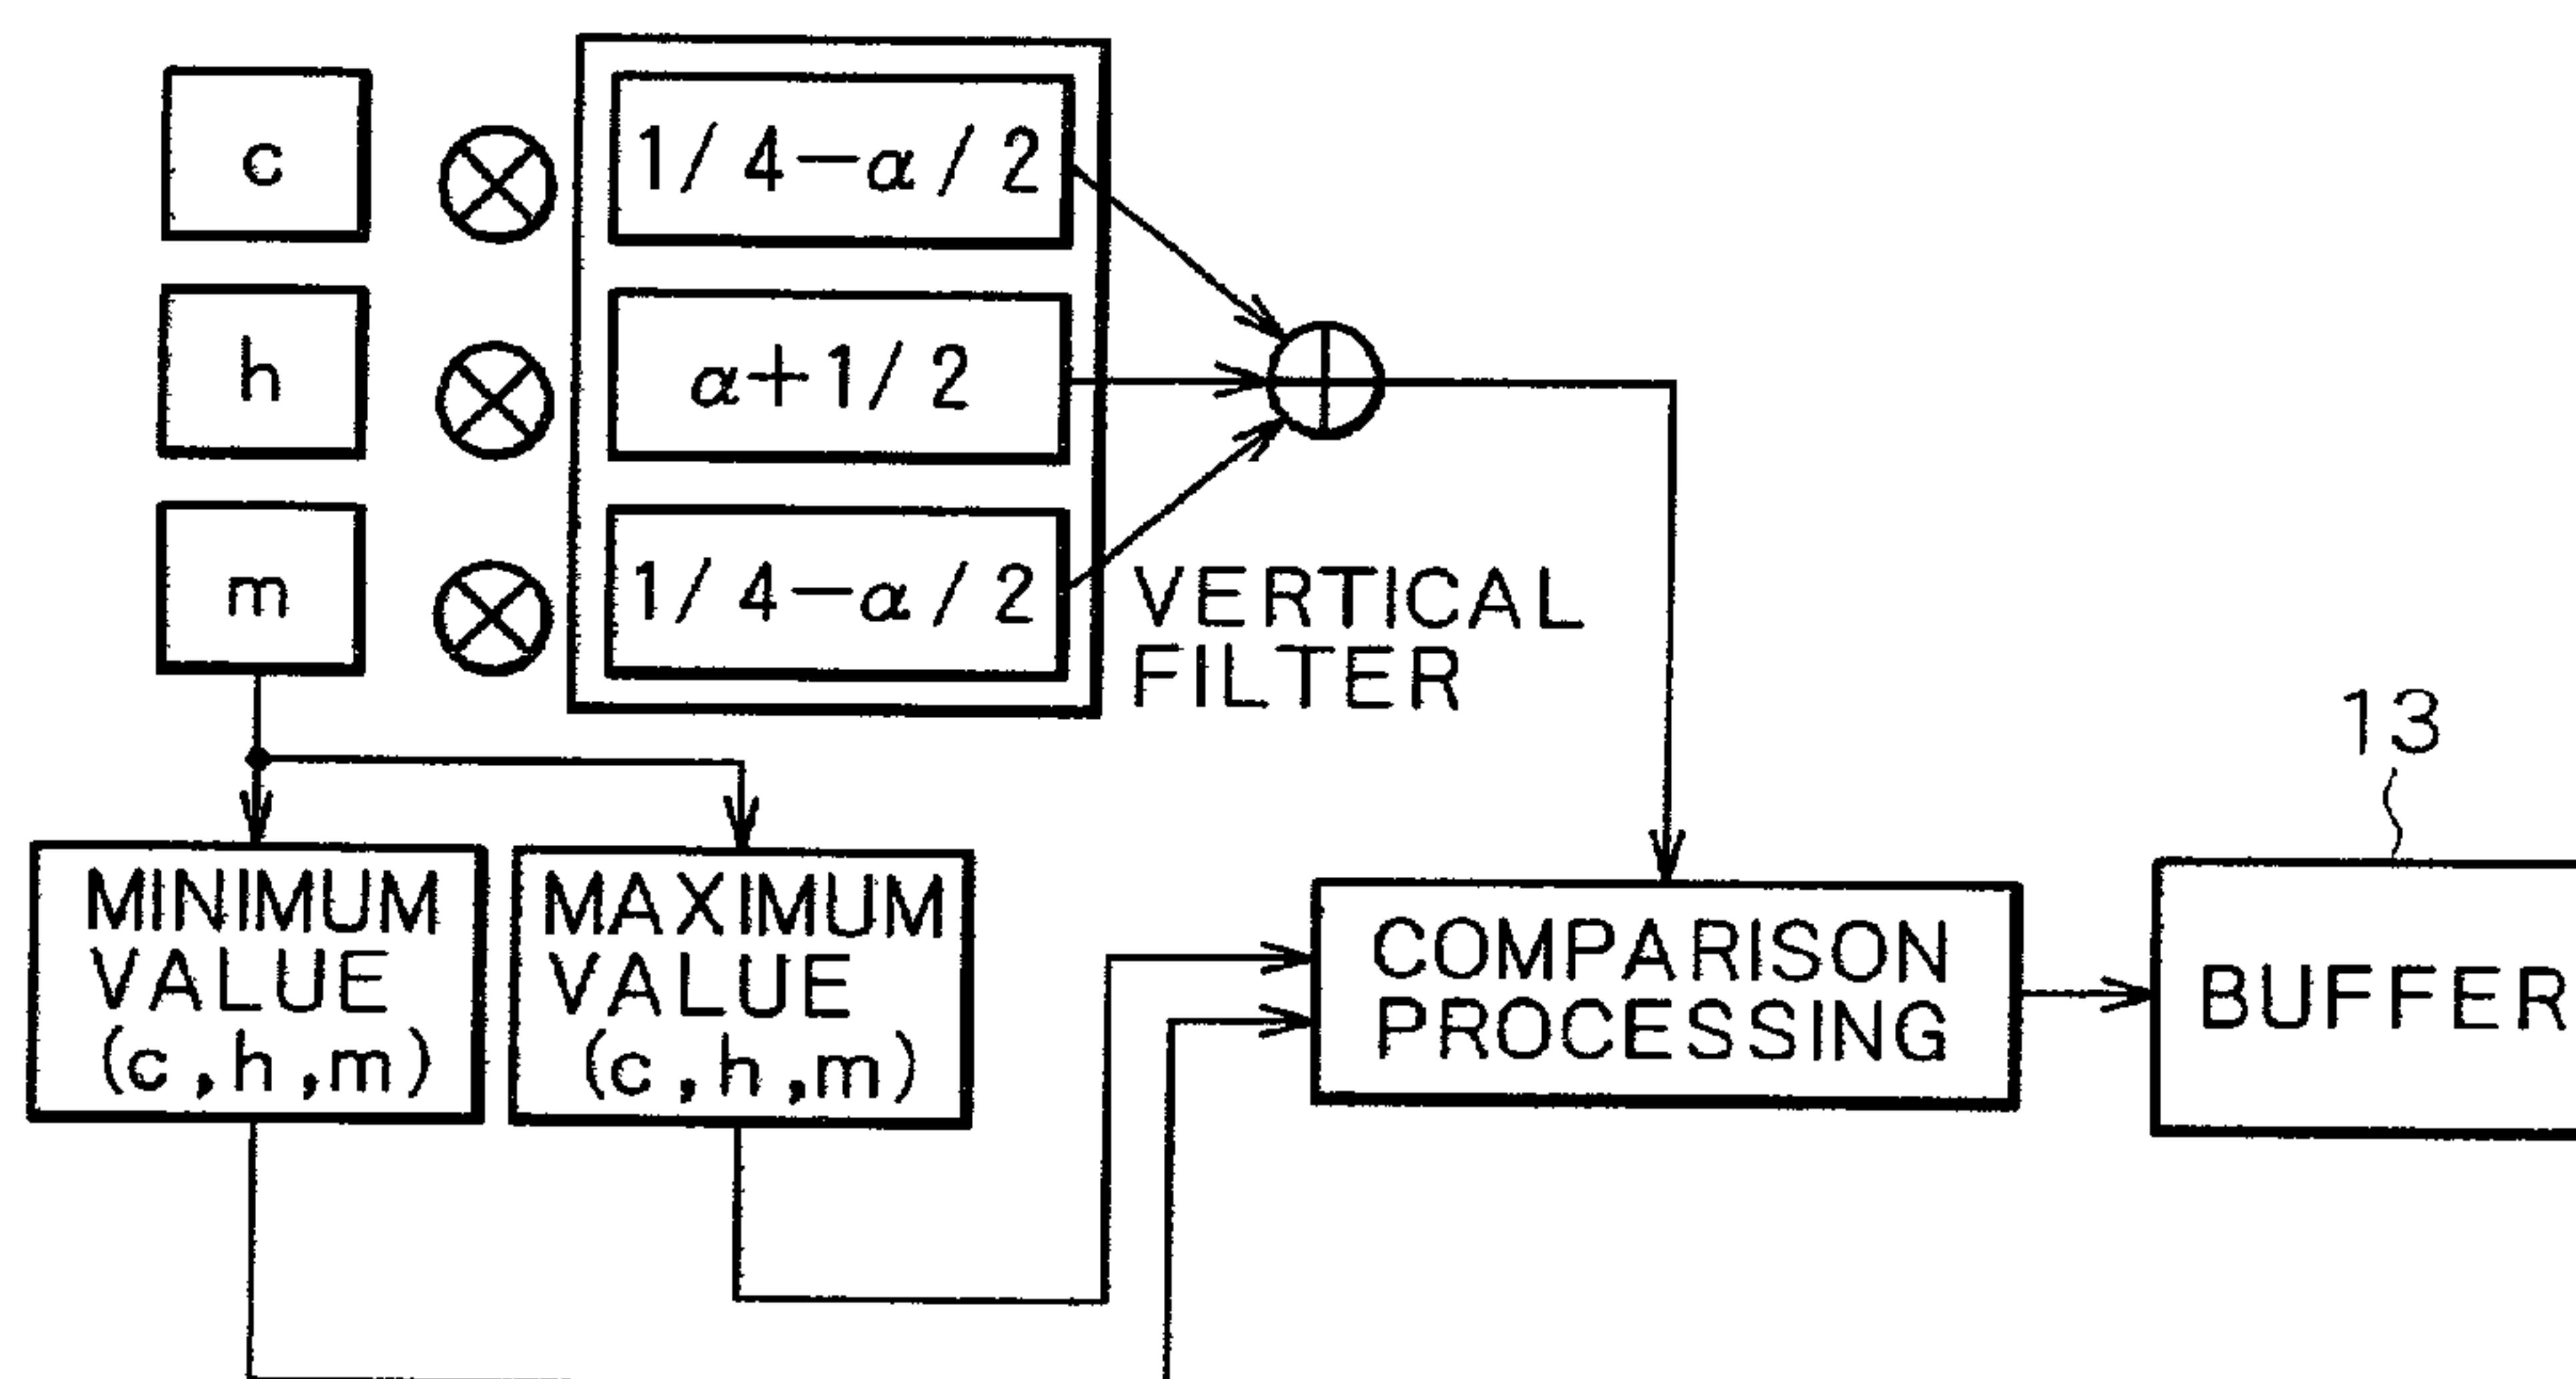 c
1/4-α/2
h
α+1/2
m
1/4-α/2
VERTICAL
FILTER
13
MINIMUM
VALUE
(c,h,m)
MAXIMUM
VALUE
(c,h,m)
COMPARISON
PROCESSING
BUFFER